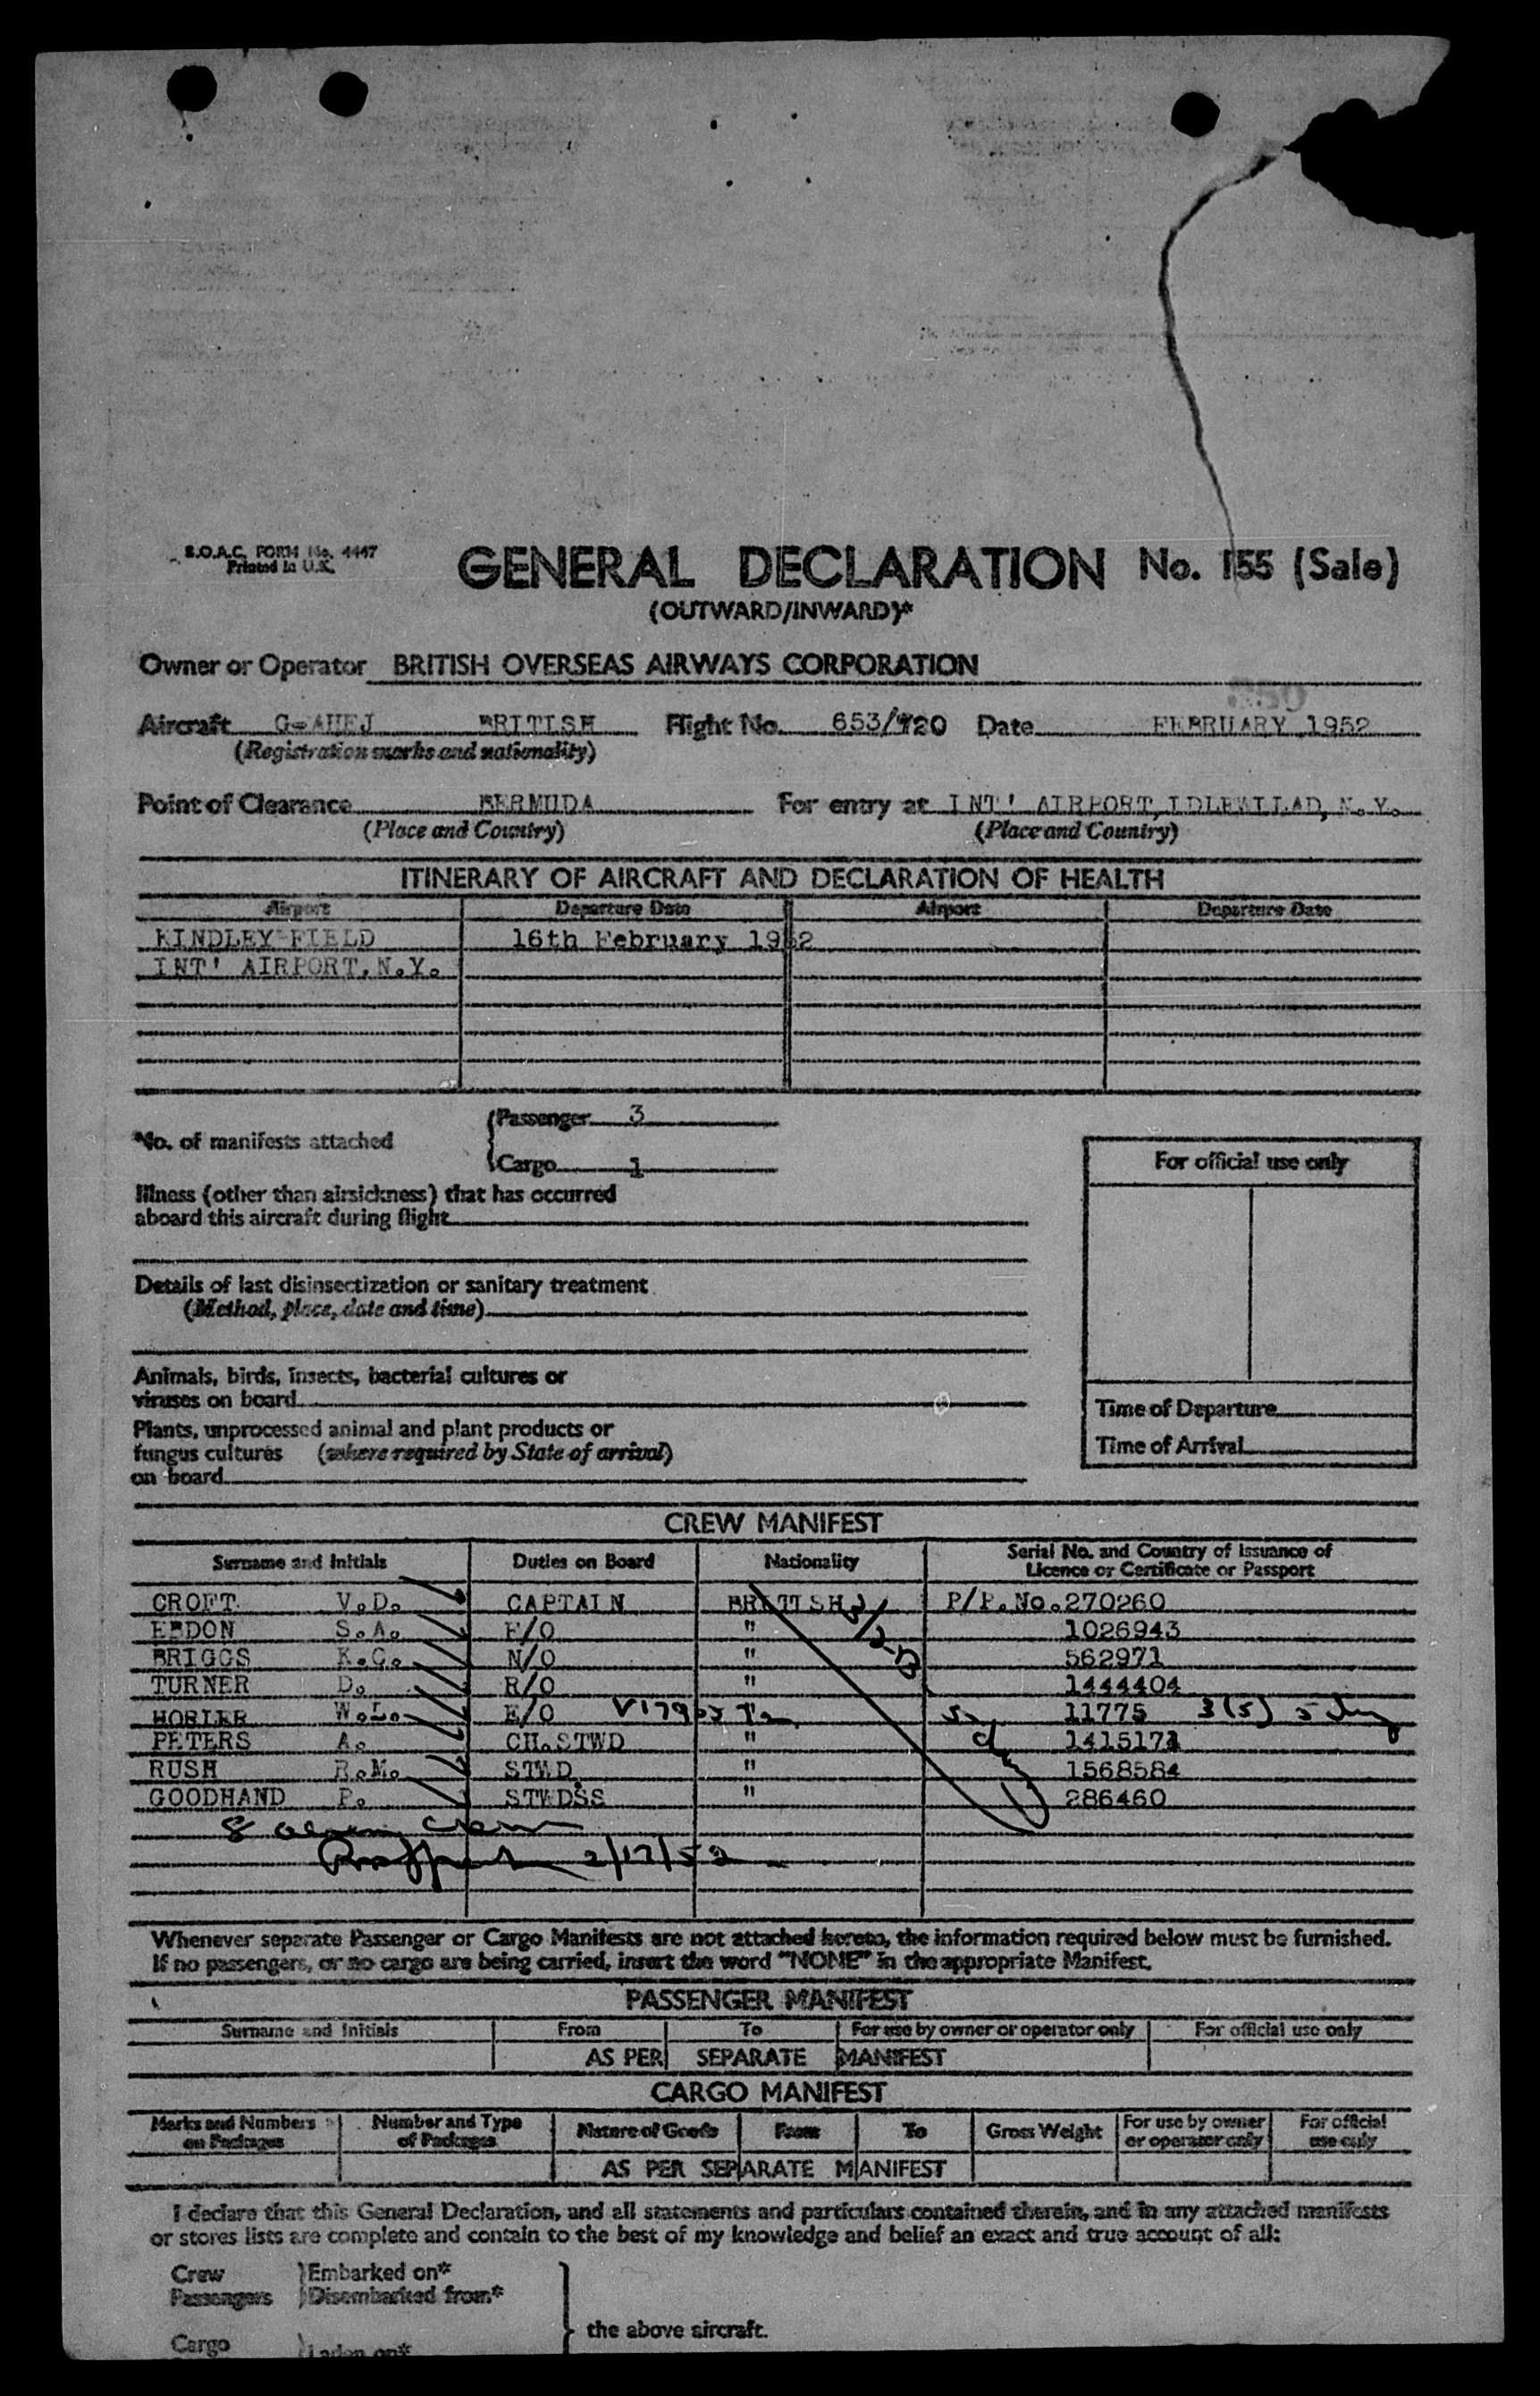 B.O.A.C. FORM No. 4447
Printed in U.K.
GENERAL DECLARATION No. 155 (Sale)
(OUTWARD/INWARD)*
Owner or Operator BRITISH OVERSEAS AIRWAYS CORPORATION
Aircraft G-AHEJ BRITISH Flight No. 653/920 Date FEBRUARY 1952
(Registration marks and nationality)
Point of Clearance BERMUDA For entry at INT' AIRPORT, IDLEWILAD, N.Y.
(Place and Country) (Place and Country)
ITINERARY OF AIRCRAFT AND DECLARATION OF HEALTH
Airport Departure Date Airport Departure Date
KINDLEY FIELD 16th February 1952
INT' AIRPORT, N.Y.
*No. of manifests attached
Passenger 3
Cargo 1
For official use only
Illness (other than airsickness) that has occurred
aboard this aircraft during flight
Details of last disinsectization or sanitary treatment
(Method, place, date and time)
Animals, birds, insects, bacterial cultures or
viruses on board
Time of Departure
Plants, unprocessed animal and plant products or
fungus cultures (where required by State of arrival)
Time of Arrival
on board
CREW MANIFEST
Surname and Initials Duties on Board Nationality Serial No. and Country of Issuance of
Licence or Certificate or Passport
CROFT V.D. CAPTAIN BRITISH P/P.No.270260
EBDON S.A. F/O " 1026943
BRIGGS K.C. N/O " 562971
TURNER D. R/O " 1444404
HORLER W.L. E/O 11775 3(5)
PETERS A. CH.STWD " 1415171
RUSH R.M. STWD. " 1568584
GOODHAND P. STWDSS " 286460
8 alien crew
2/17/52
Whenever separate Passenger or Cargo Manifests are not attached hereto, the information required below must be furnished.
If no passengers, or no cargo are being carried, insert the word "NONE" in the appropriate Manifest.
PASSENGER MANIFEST
Surname and Initials From To For use by owner or operator only For official use only
AS PER SEPARATE MANIFEST
CARGO MANIFEST
Marks and Numbers on Packages Number and Type of Packages Nature of Goods From To Gross Weight For use by owner or operator only For official use only
AS PER SEPARATE MANIFEST
I declare that this General Declaration, and all statements and particulars contained therein, and in any attached manifests
or stores lists are complete and contain to the best of my knowledge and belief an exact and true account of all:
Crew Embarked on*
Passengers Disembarked from*
the above aircraft.
Cargo Laden on*